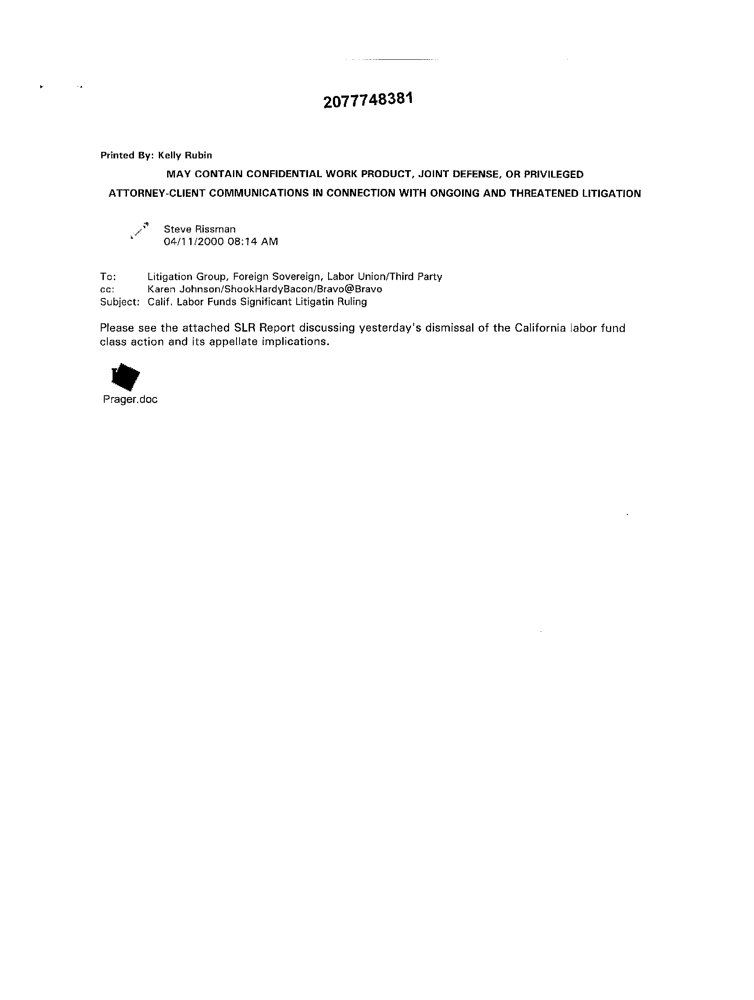 2077748381
Printed By: Kelly Rubin
MAY CONTAIN CONFIDENTIAL WORK PRODUCT, JOINT DEFENSE, OR PRIVILEGED
ATTORNEY-CLIENT COMMUNICATIONS IN CONNECTION WITH ONGOING AND THREATENED LITIGATION
Steve Rissman
04/11/2000 08:14 AM
To: Litigation Group, Foreign Sovereign, Labor Union/Third Party
cc: Karen Johnson/ShookHardyBacon/Bravo@Bravo
Subject: Calif. Labor Funds Significant Litigatin Ruling
Please see the attached SLR Report discussing yesterday's dismissal of the California labor fund
class action and its appellate implications.
Prager.doc